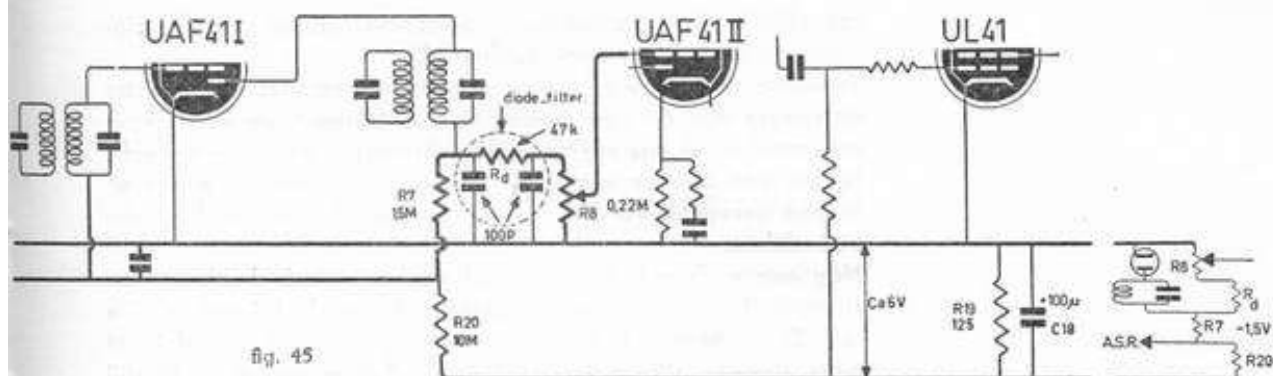 UAF41I
UAF41II
UL41
diode_filter
47k
Rd
R7
15M
100P
R8
0,22M
R20
10M
fig. 45
Ca6V
R19
125
+100µ
C18
R8
Rd
R7
-1,5V
A.S.R.
R20